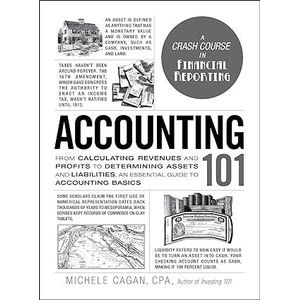 AN ASSET IS DEFINED
AS ANYTHING THAT HAS
A MONETARY VALUE
AND IS OWNED BY A
COMPANY, SUCH AS
CASH, INVESTMENTS,
AND LAND.
A
CRASH COURSE
IN
FINANCIAL
REPORTING
TAXES HAVEN'T BEEN
AROUND FOREVER. THE
16TH AMENDMENT,
WHICH GAVE CONGRESS
THE AUTHORITY TO
ENACT AN INCOME
TAX, WASN'T RATIFIED
UNTIL 1913.
ACCOUNTING
101
FROM CALCULATING REVENUES AND
PROFITS TO DETERMINING ASSETS
AND LIABILITIES, AN ESSENTIAL GUIDE TO
ACCOUNTING BASICS
SOME SCHOLARS CLAIM THE FIRST USE OF
NUMERICAL REPRESENTATION DATES BACK
THOUSANDS OF YEARS TO MESOPOTAMIA, WHEN
SCRIBES KEPT RECORDS OF COMMERCE ON CLAY
TABLETS.
LIQUIDITY REFERS TO HOW EASY IT WOULD
BE TO TURN AN ASSET INTO CASH. YOUR
CHECKING ACCOUNT COUNTS AS CASH,
MAKING IT 100 PERCENT LIQUID.
MICHELE CAGAN, CPA, Author of Investing 101